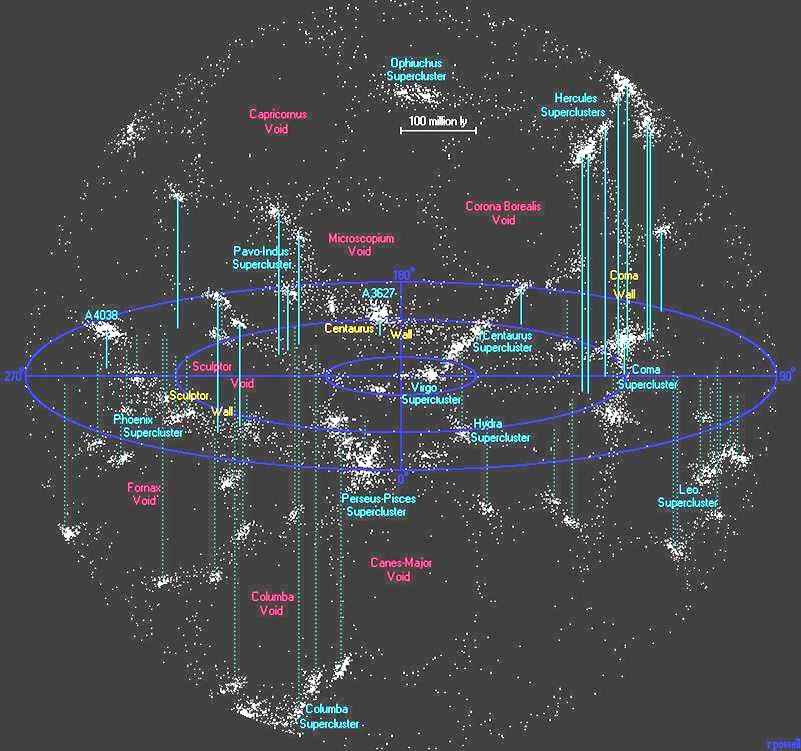 Ophiuchus
Supercluster
Capricornus
Void
Hercules
Superclusters
100 million ly
Corona Borealis
Void
Microscopium
Void
Pavo-Indus
Supercluster
180°
Coma
Wall
A3627
A4038
Centaurus
Wall
Centaurus
Supercluster
270°
Sculptor
Void
Virgo
Supercluster
Coma
Supercluster
90°
Sculptor
Wall
Phoenix
Supercluster
Hydra
Supercluster
0°
Fornax
Void
Perseus-Pisces
Supercluster
Leo
Supercluster
Canes-Major
Void
Columba
Void
Columba
Supercluster